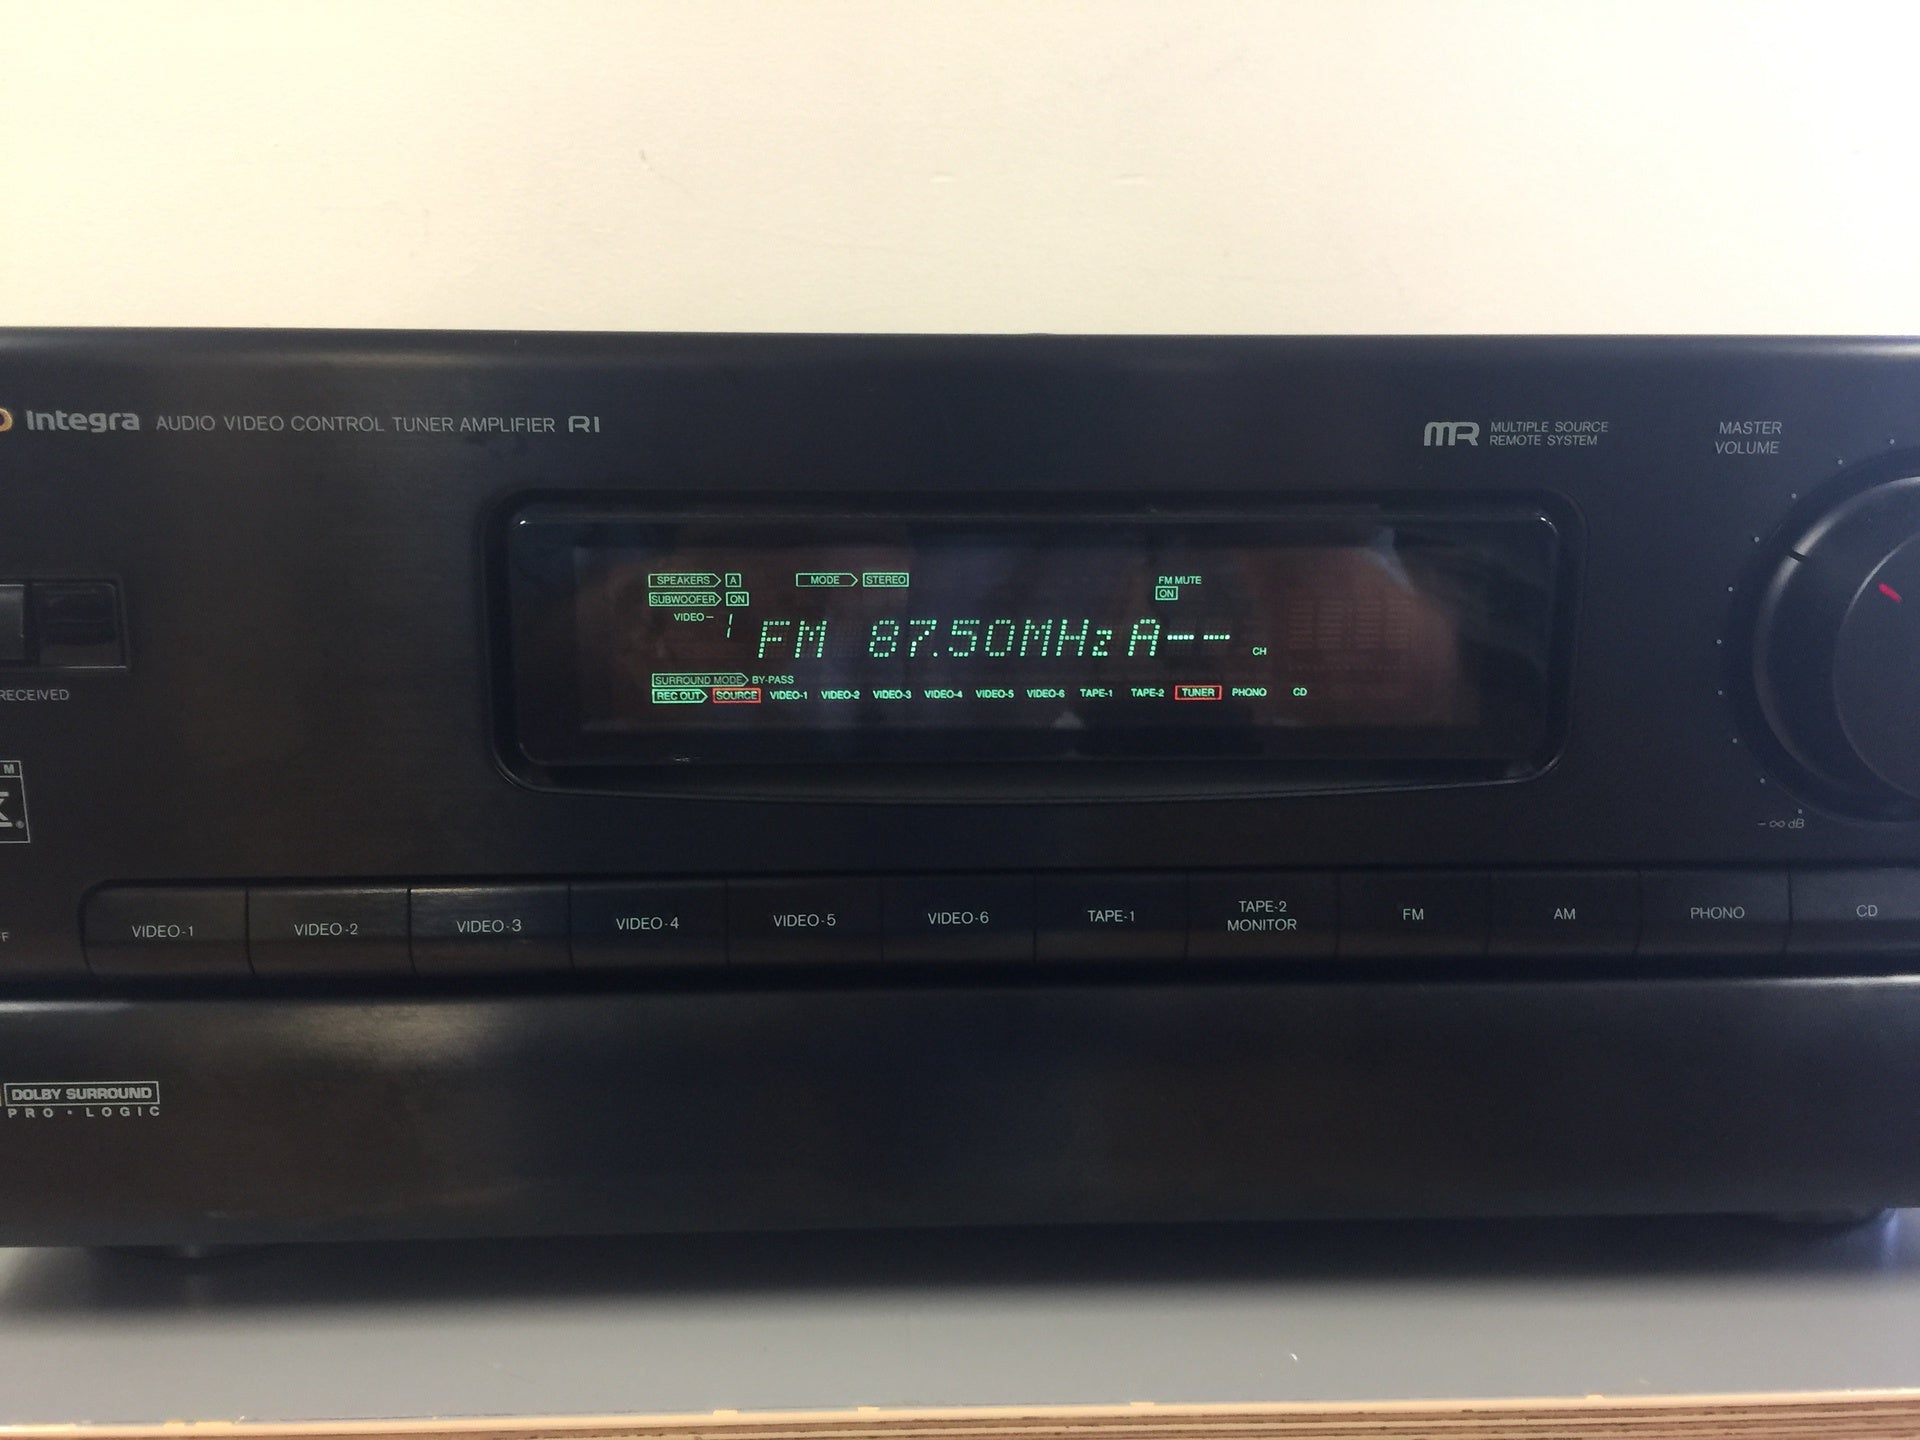 Integra AUDIO VIDEO CONTROL TUNER AMPLIFIER R1
MR MULTIPLE SOURCE
REMOTE SYSTEM
MASTER
VOLUME
SPEAKERS A MODE STEREO FM MUTE
SUBWOOFER ON ON
VIDEO- 1
FM 87.50MHz A-- -- CH
SURROUND MODE BY-PASS
REC OUT SOURCE VIDEO-1 VIDEO-2 VIDEO-3 VIDEO-4 VIDEO-5 VIDEO-6 TAPE-1 TAPE-2 TUNER PHONO CD
RECEIVED
-∞ dB
VIDEO-1 VIDEO-2 VIDEO-3 VIDEO-4 VIDEO-5 VIDEO-6 TAPE-1 TAPE-2 MONITOR FM AM PHONO CD
DOLBY SURROUND
PRO • LOGIC